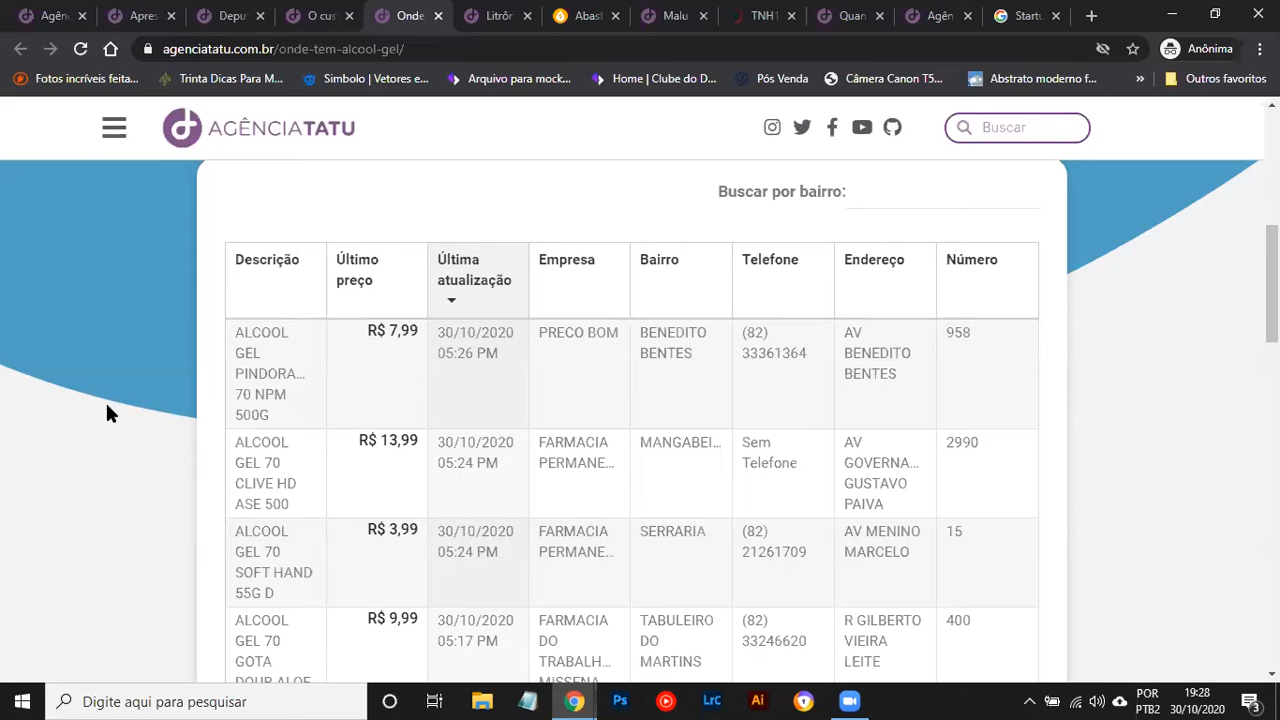 Agên
Apres
Depu
O cus
Onde
Litrôr
Abast
Malu
TNH1
Quan
Agên
Startu
agenciatatu.com.br/onde-tem-alcool-gel/
Anônima
Fotos incríveis feita...
Trinta Dicas Para M...
Simbolo | Vetores e...
Arquivo para mock...
Home | Clube do D...
Pós Venda
Câmera Canon T5...
Abstrato moderno f...
»
Outros favoritos
AGÊNCIATATU
Buscar
Buscar por bairro:
Descrição Último preço Última atualização Empresa Bairro Telefone Endereço Número
ALCOOL GEL PINDORA... 70 NPM 500G R$ 7,99 30/10/2020 05:26 PM PRECO BOM BENEDITO BENTES (82) 33361364 AV BENEDITO BENTES 958
ALCOOL GEL 70 CLIVE HD ASE 500 R$ 13,99 30/10/2020 05:24 PM FARMACIA PERMANE... MANGABEI... Sem Telefone AV GOVERNA... GUSTAVO PAIVA 2990
ALCOOL GEL 70 SOFT HAND 55G D R$ 3,99 30/10/2020 05:24 PM FARMACIA PERMANE... SERRARIA (82) 21261709 AV MENINO MARCELO 15
ALCOOL GEL 70 GOTA DOUR ALOE R$ 9,99 30/10/2020 05:17 PM FARMACIA DO TRABALH... MISSENA TABULEIRO DO MARTINS (82) 33246620 R GILBERTO VIEIRA LEITE 400
Digite aqui para pesquisar
Ps
Lrc
Ai
POR
PTB2
19:28
30/10/2020
3